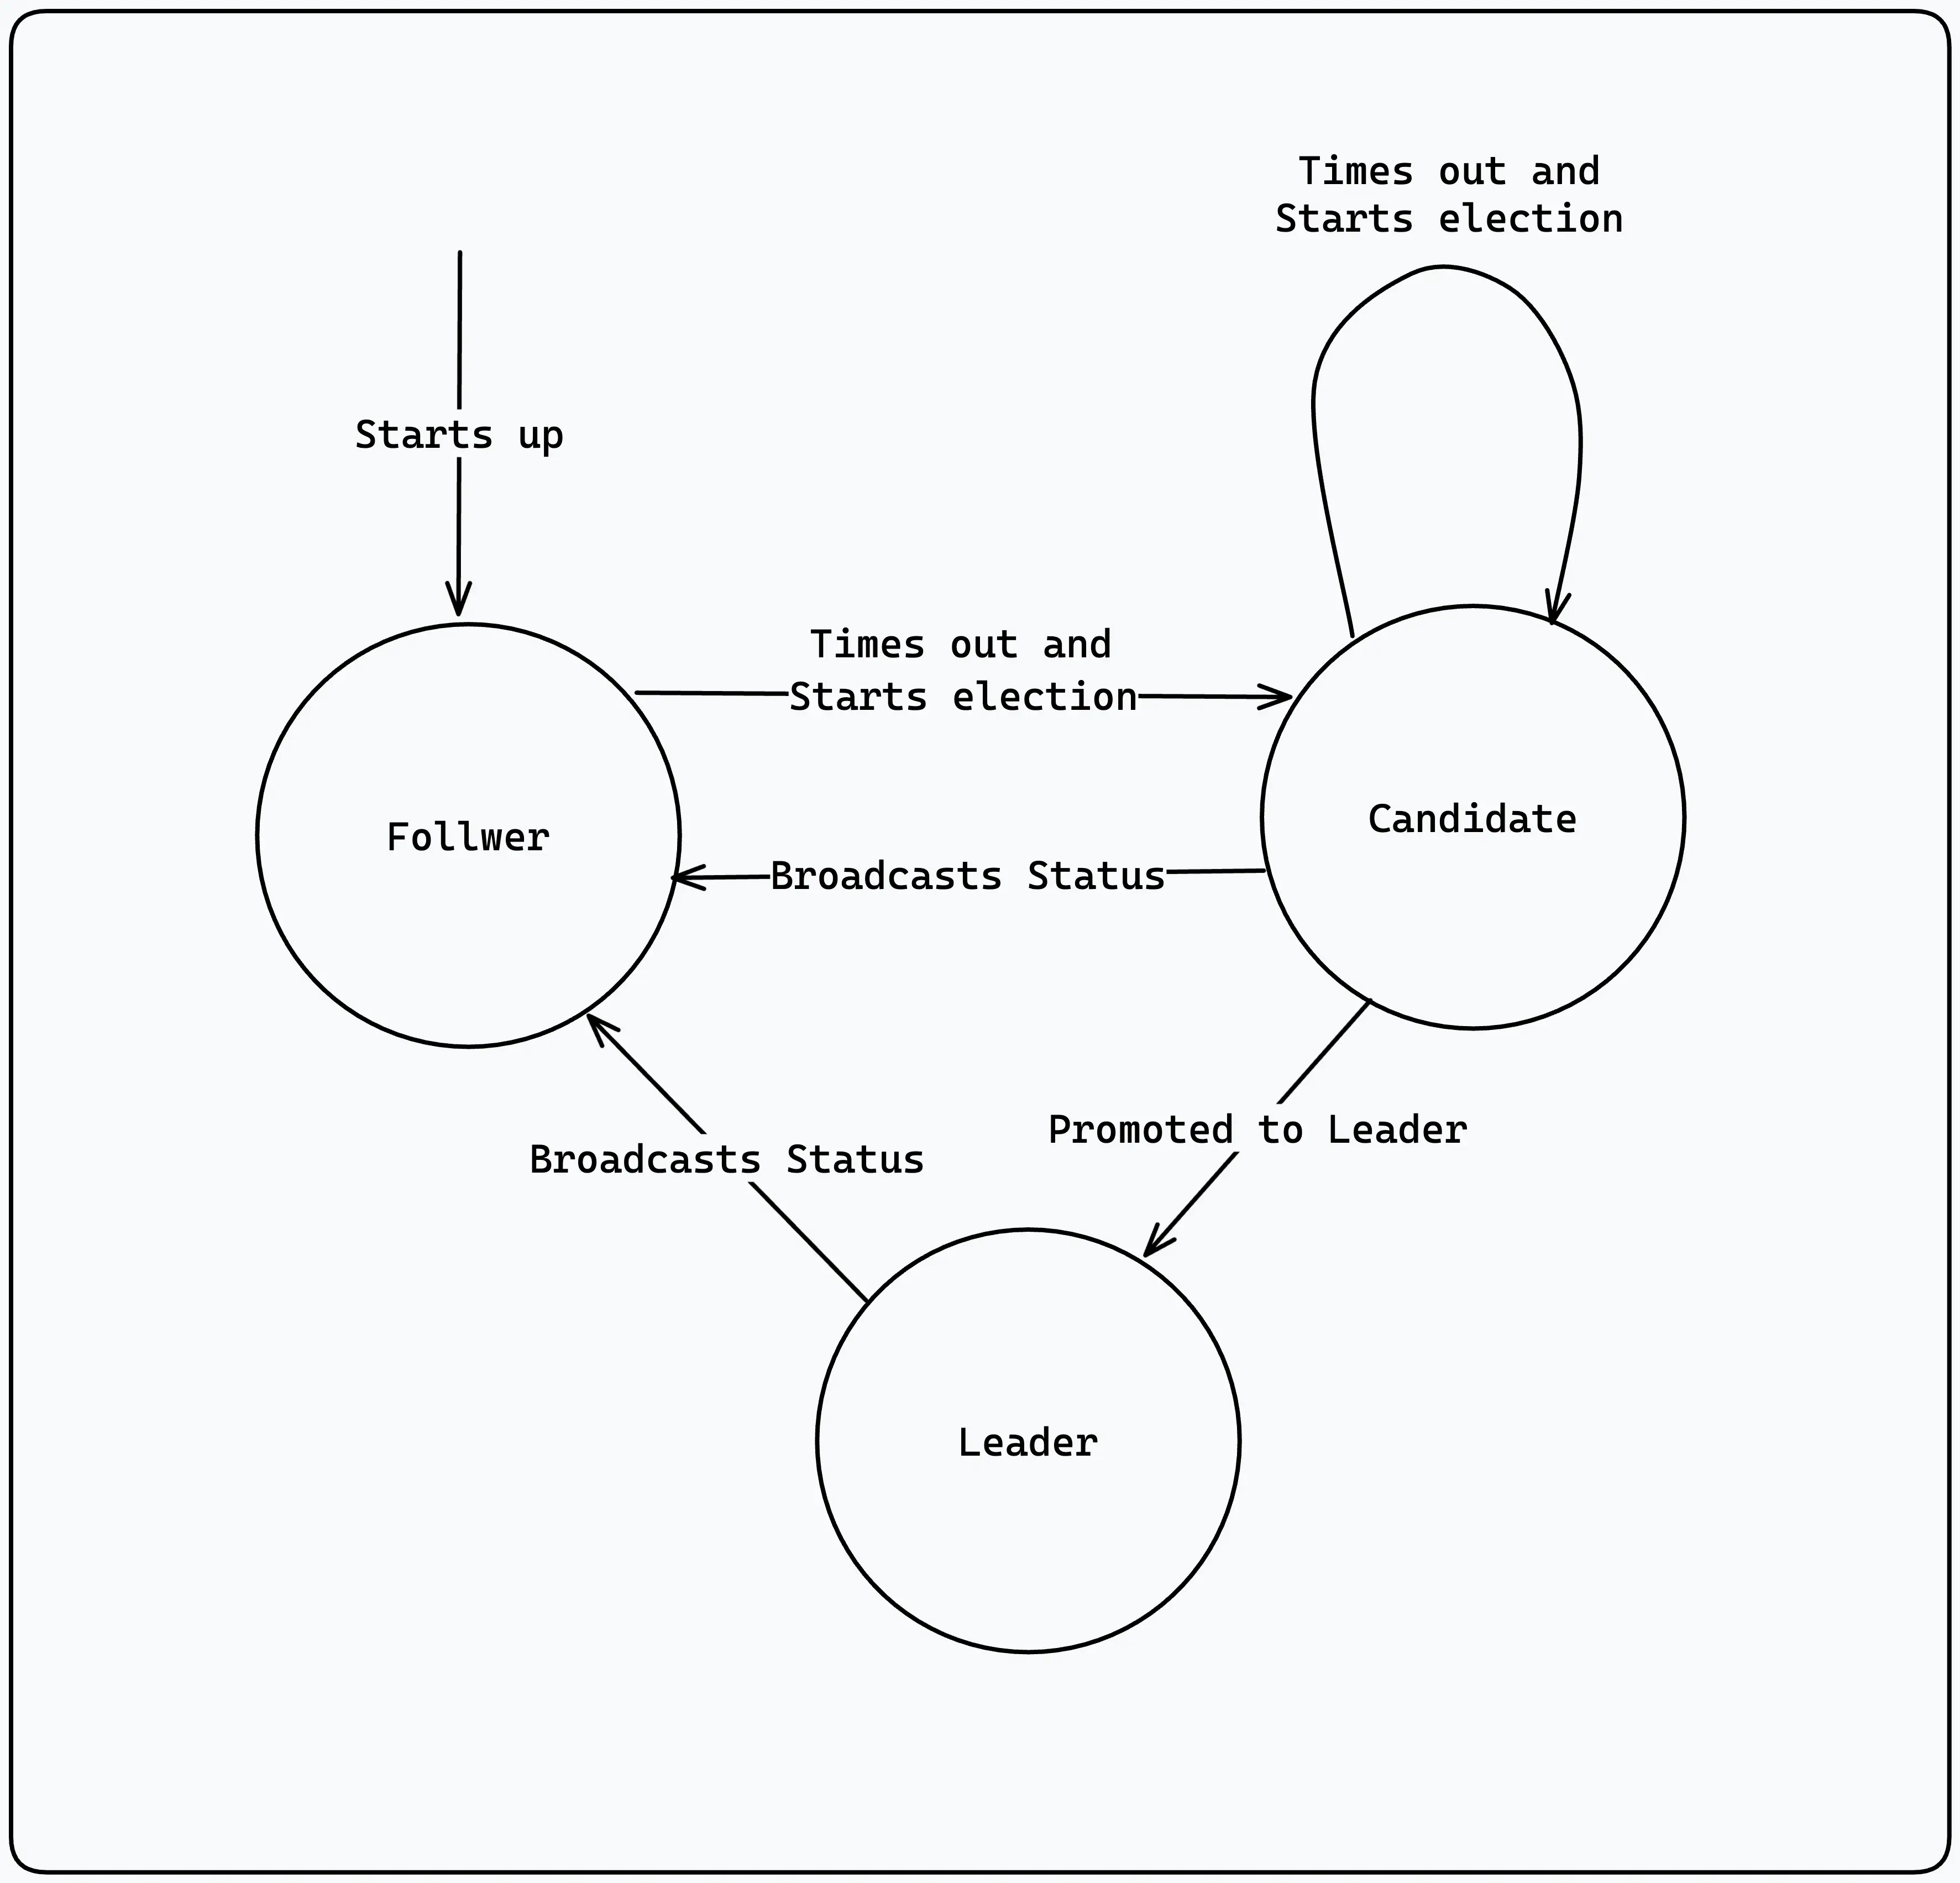 Times out and
Starts election
Starts up
Times out and
Starts election
Follwer
Candidate
Broadcasts Status
Promoted to Leader
Broadcasts Status
Leader